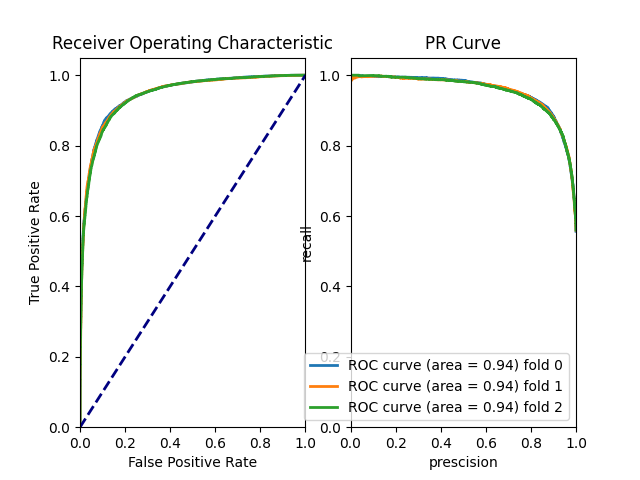 Receiver Operating Characteristic
True Positive Rate
1.0
0.8
0.6
0.4
0.2
0.0
0.0 0.2 0.4 0.6 0.8 1.0
False Positive Rate
PR Curve
recall
1.0
0.8
0.6
0.4
0.2
0.0
ROC curve (area = 0.94) fold 0
ROC curve (area = 0.94) fold 1
ROC curve (area = 0.94) fold 2
0.0 0.2 0.4 0.6 0.8 1.0
prescision